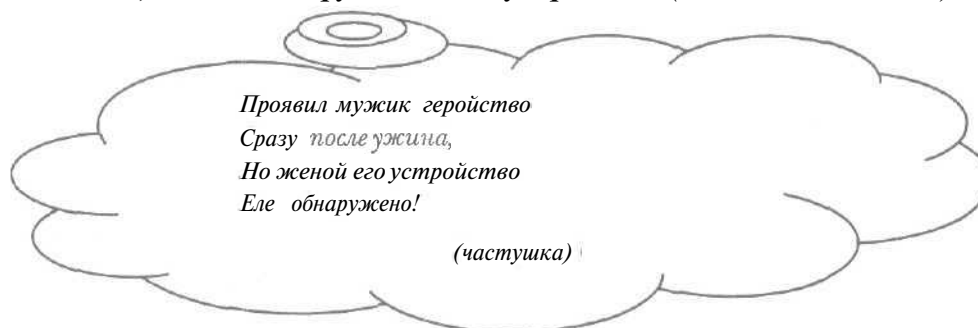 Проявил мужик геройство
Сразу после ужина,
Но женой его устройство
Еле обнаружено!
(частушка)